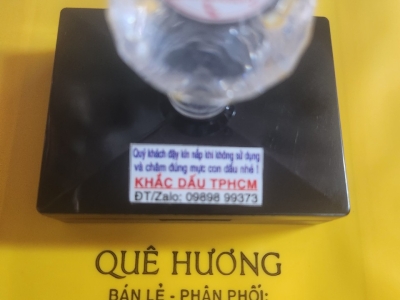 Quý khách đậy kín nắp khi không sử dụng
và châm đúng mực con dấu nhé !
KHẮC DẤU TPHCM
ĐT/Zalo: 09898 99373
QUÊ HƯƠNG
BÁN LẺ - PHÂN PHỐI: